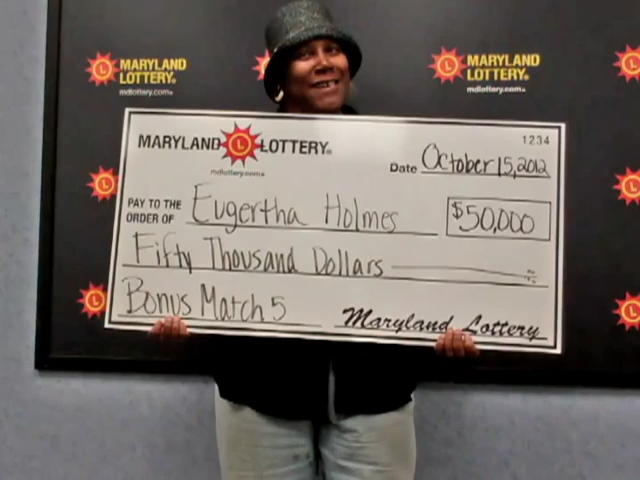 MARYLAND LOTTERY
mdlottery.com
MARYLAND LOTTERY
mdlottery.com
MARYLAND LOTTERY®
mdlottery.com
1234
Date October 15, 2012
PAY TO THE ORDER OF Eugertha Holmes $50,000
Fifty Thousand Dollars
Bonus Match 5 Maryland Lottery